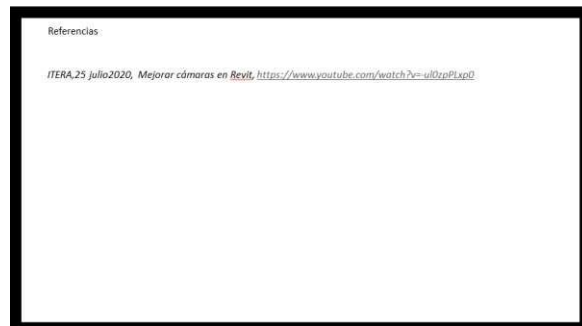 Referencias
ITERA,25 julio2020, Mejorar cámaras en Revit, https://www.youtube.com/watch?v=-ul0zpPLxp0